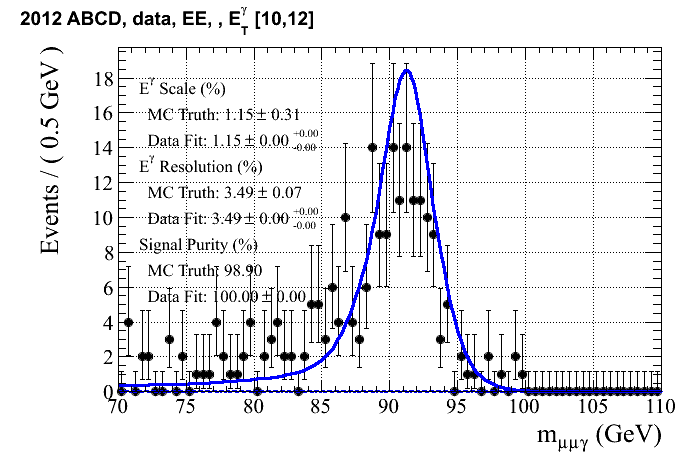 2012 ABCD, data, EE, , E_T^γ [10,12]
Events / ( 0.5 GeV )
18
16
14
12
10
8
6
4
2
0
E^γ Scale (%)
MC Truth: 1.15 ± 0.31
Data Fit: 1.15 ± 0.00 +0.00 -0.00
E^γ Resolution (%)
MC Truth: 3.49 ± 0.07
Data Fit: 3.49 ± 0.00 +0.00 -0.00
Signal Purity (%)
MC Truth: 98.90
Data Fit: 100.00 ± 0.00
70 75 80 85 90 95 100 105 110
m_μμγ (GeV)